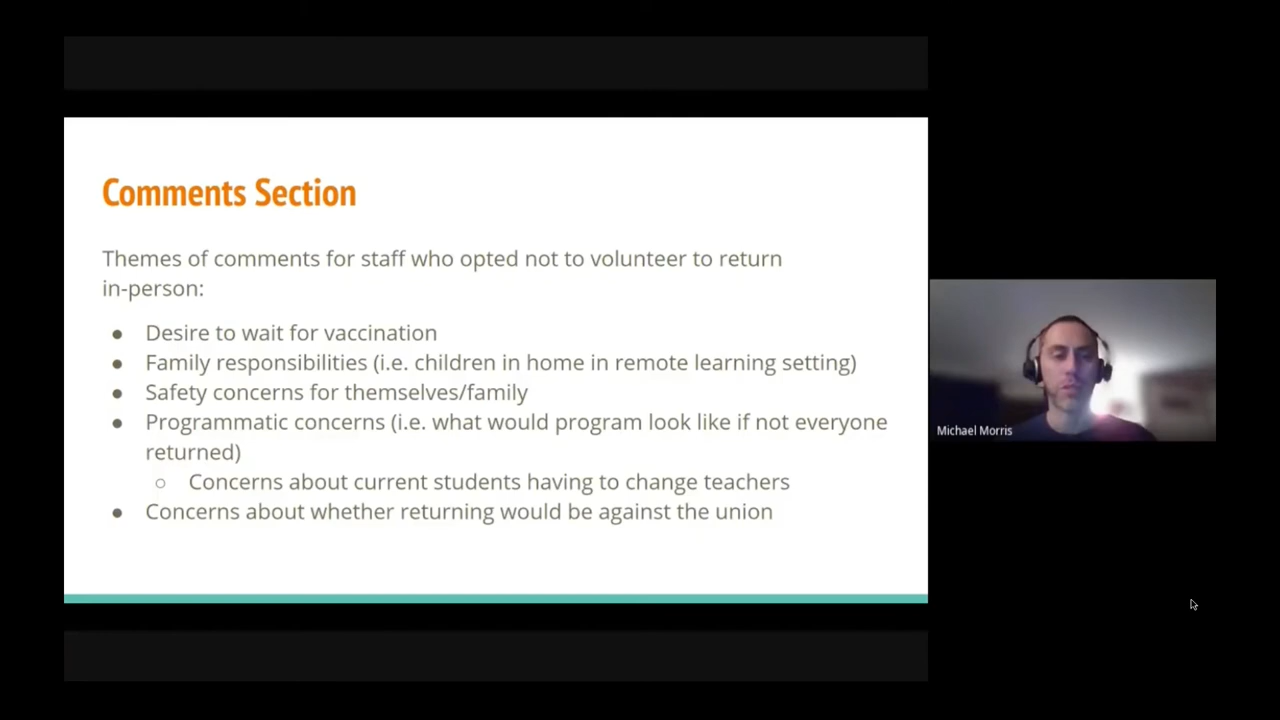 Comments Section
Themes of comments for staff who opted not to volunteer to return
in-person:
● Desire to wait for vaccination
● Family responsibilities (i.e. children in home in remote learning setting)
● Safety concerns for themselves/family
● Programmatic concerns (i.e. what would program look like if not everyone
returned)
○ Concerns about current students having to change teachers
● Concerns about whether returning would be against the union
Michael Morris